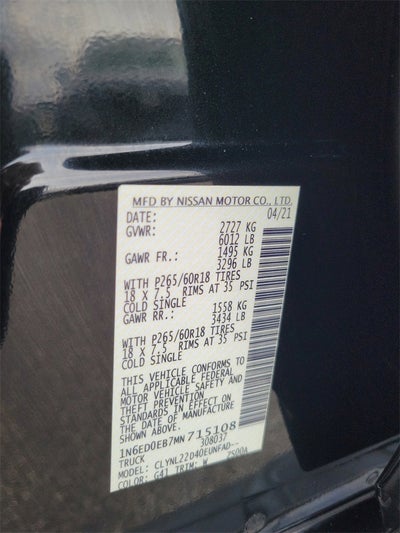 MFD BY NISSAN MOTOR CO., LTD.
DATE: 04/21
GVWR: 2727 KG
6012 LB
GAWR FR.: 1495 KG
3296 LB
WITH P265/60R18 TIRES
18 X 7.5 RIMS AT 35 PSI
COLD SINGLE
GAWR RR.: 1558 KG
3434 LB
WITH P265/60R18 TIRES
18 X 7.5 RIMS AT 35 PSI
COLD SINGLE
THIS VEHICLE CONFORMS TO
ALL APPLICABLE FEDERAL
MOTOR VEHICLE SAFETY AND
THEFT PREVENTION
STANDARDS IN EFFECT ON
THE DATE OF MANUFACTURE
SHOWN ABOVE.
1N6ED0EB7MN715108
TRUCK 308037
MODEL: CLYNL22D40EUNFAD--
COLOR: G41 TRIM: W ZS00A